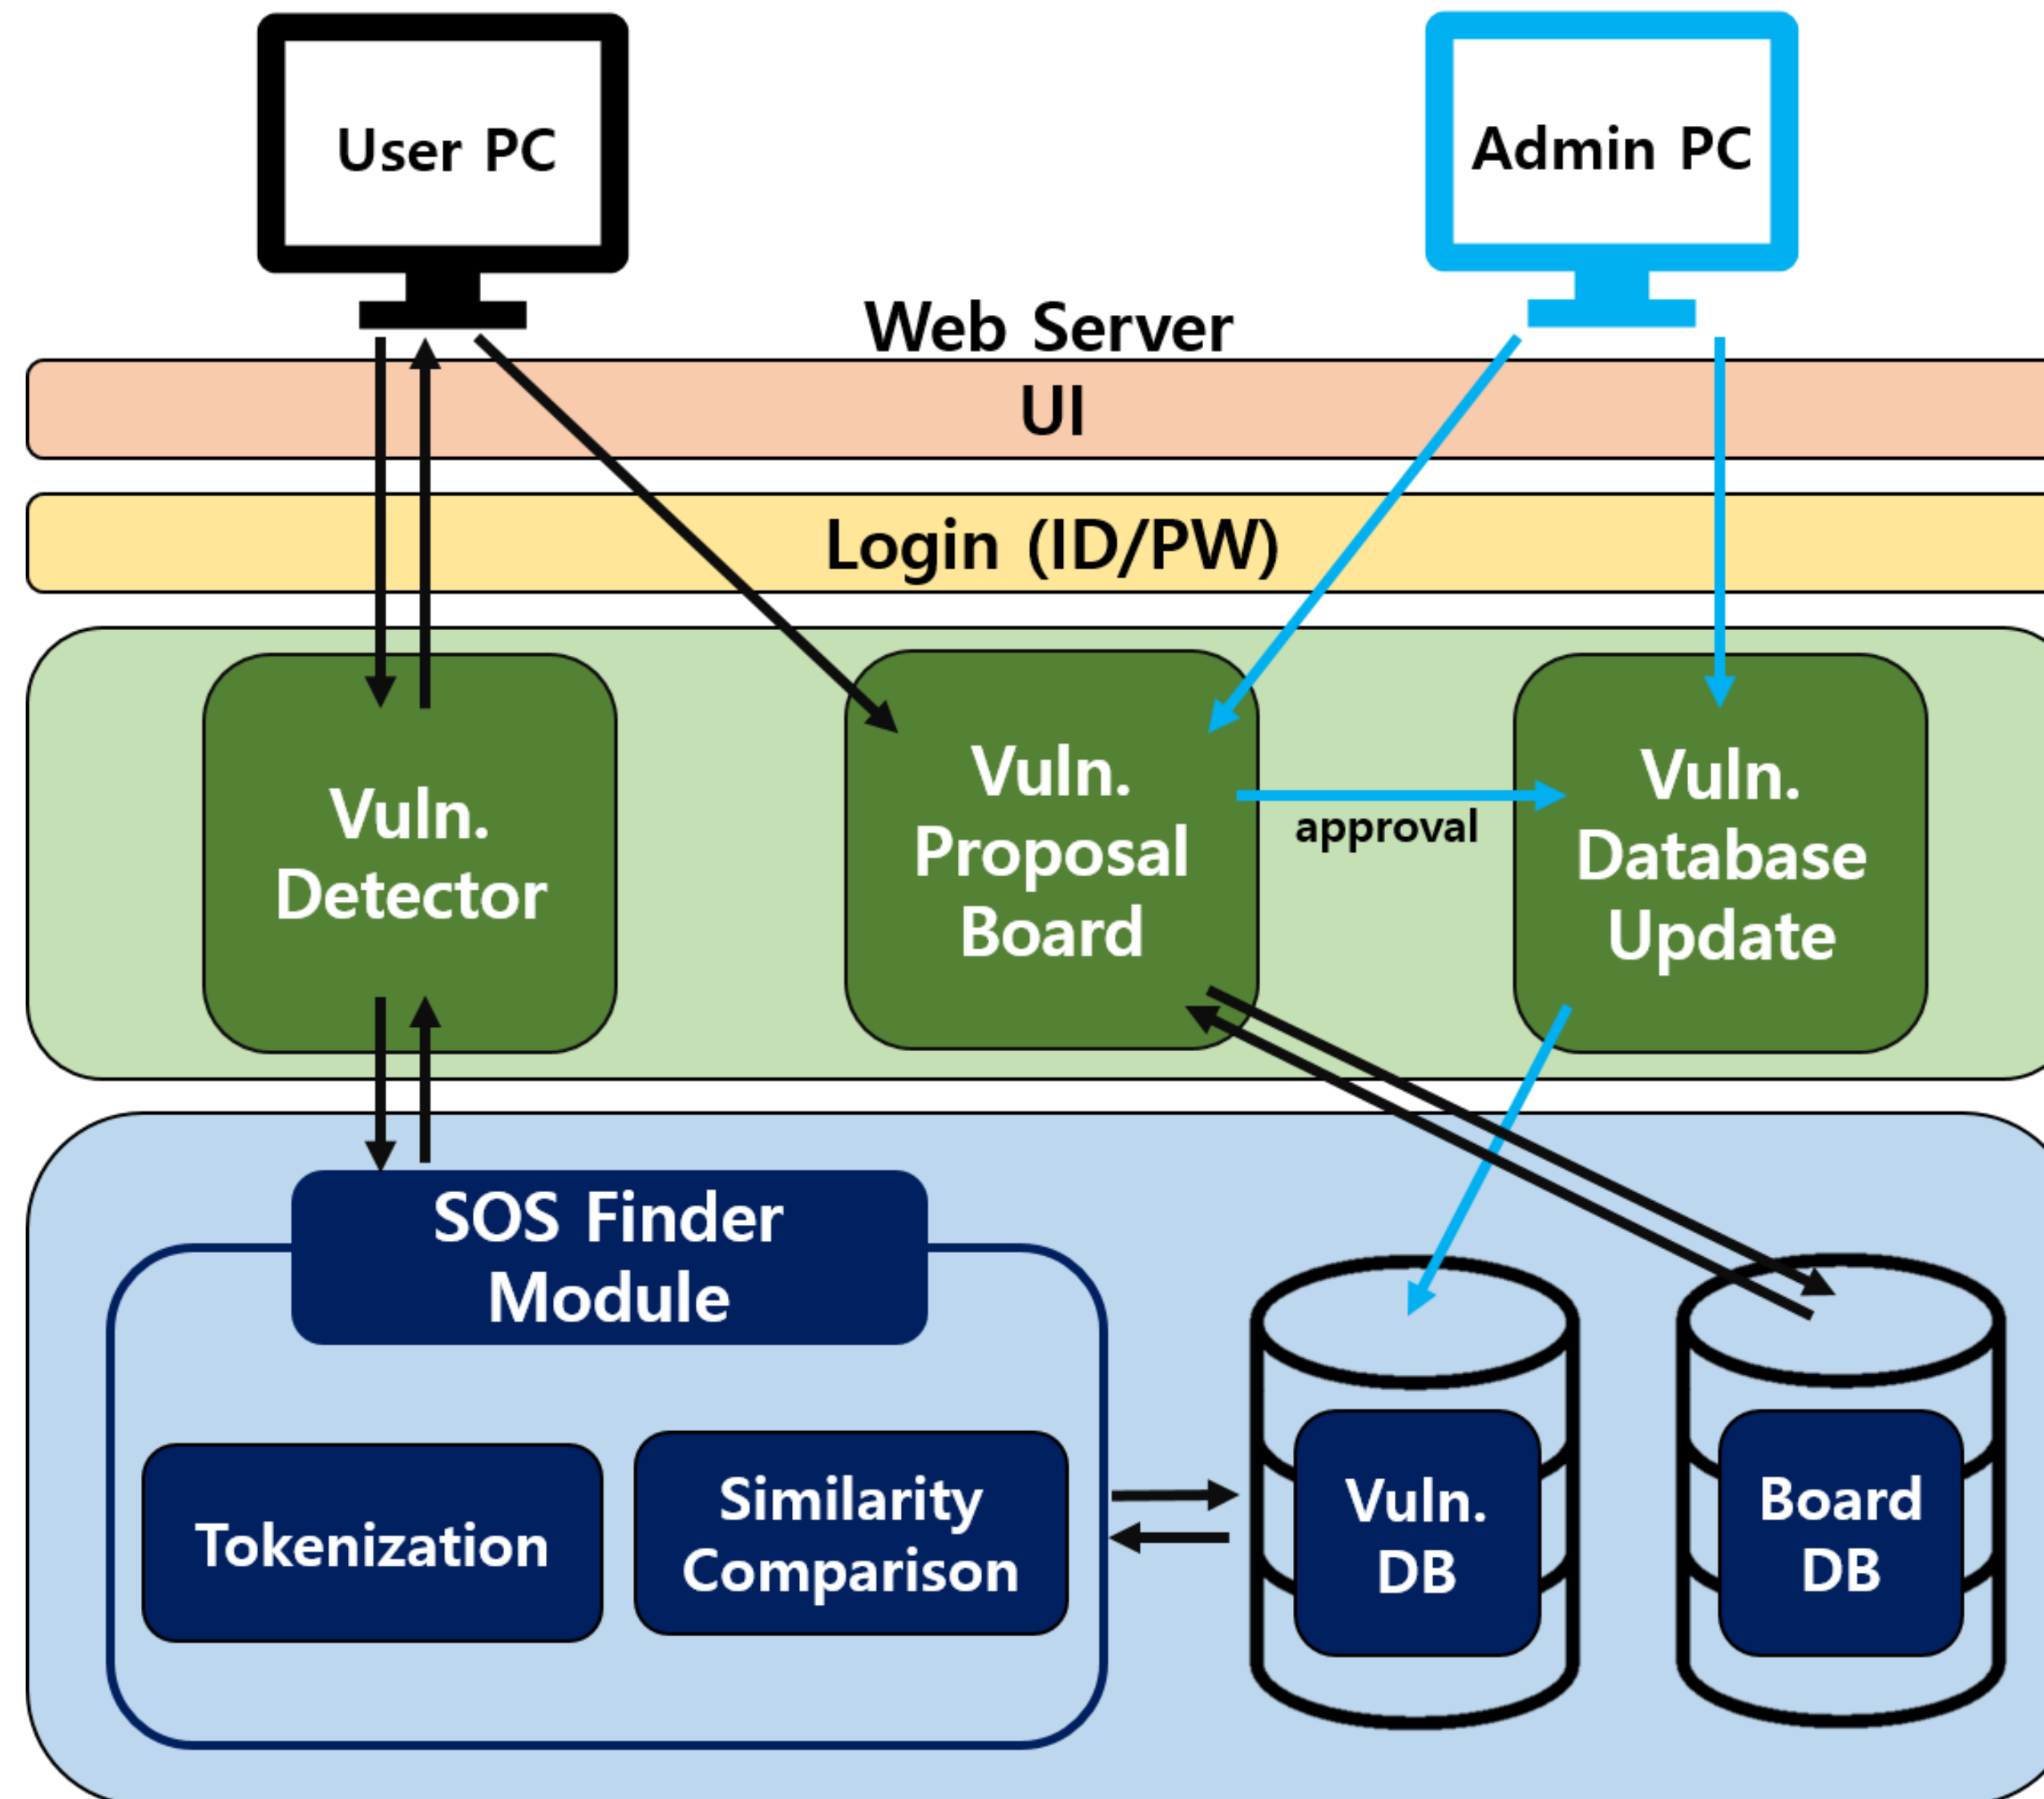 User PC
Admin PC
Web Server
UI
Login (ID/PW)
Vuln.
Detector
Vuln.
Proposal
Board
approval
Vuln.
Database
Update
SOS Finder
Module
Tokenization
Similarity
Comparison
Vuln.
DB
Board
DB